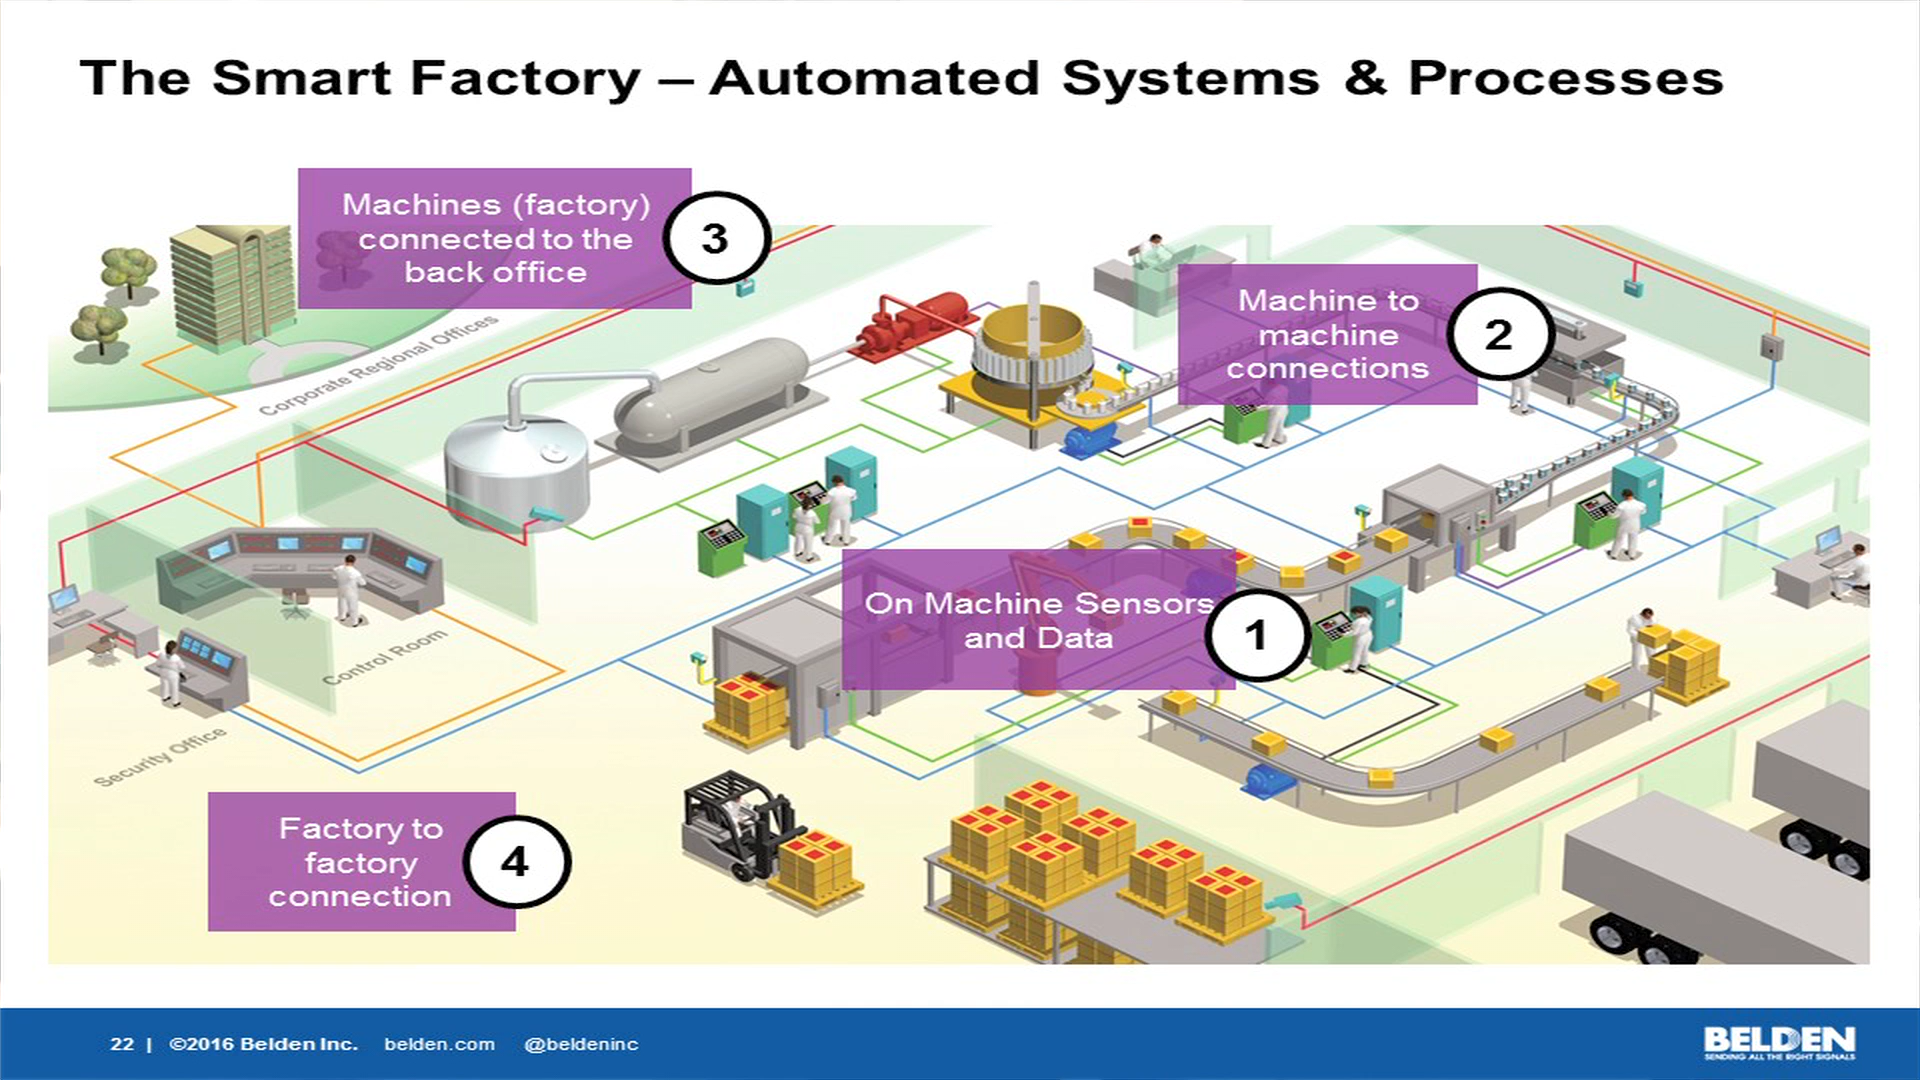 The Smart Factory – Automated Systems & Processes
Machines (factory)
connected to the
back office
3
Machine to
machine
connections
2
Corporate Regional Offices
On Machine Sensors
and Data
1
Control Room
Security Office
Factory to
factory
connection
4
22 | ©2016 Belden Inc. belden.com @beldeninc
BELDEN
SENDING ALL THE RIGHT SIGNALS